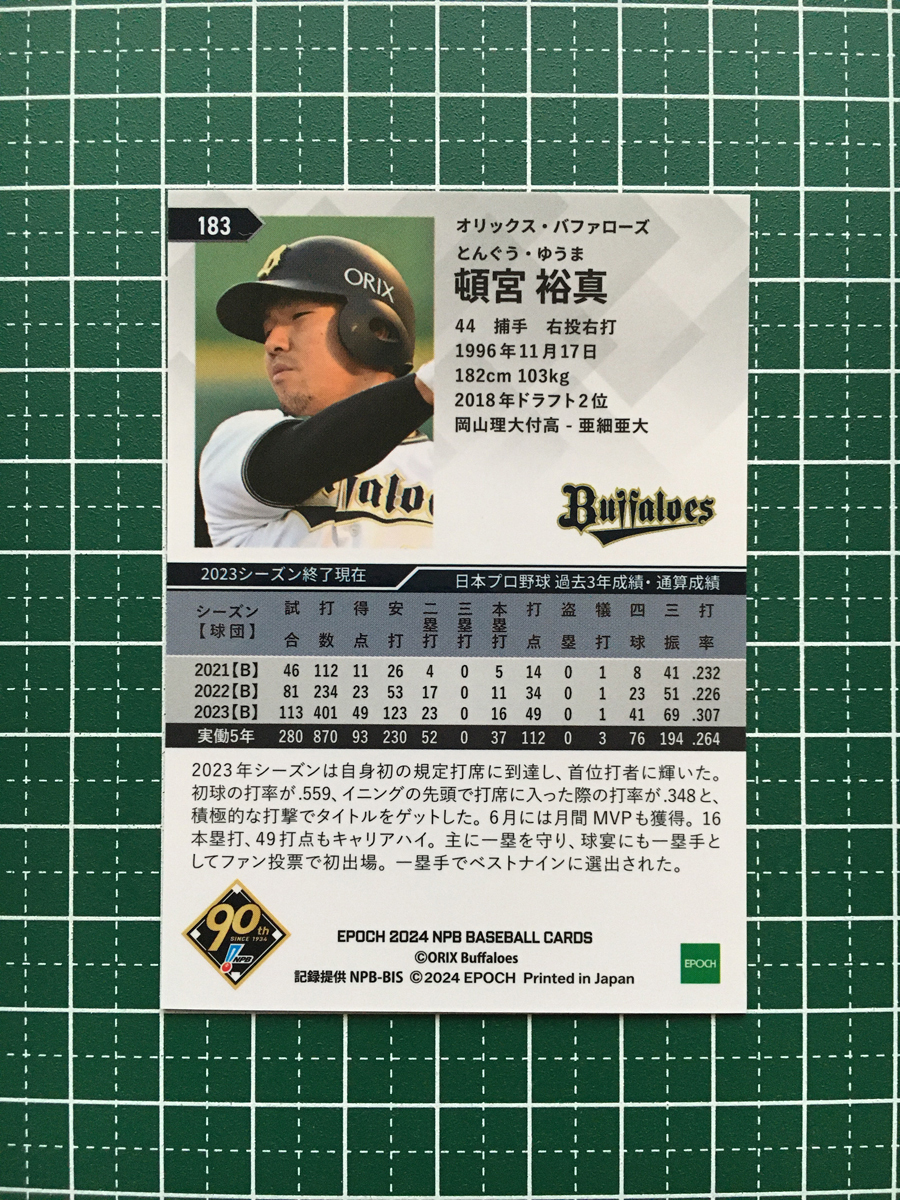 183
オリックス・バファローズ
とんぐう・ゆうま
頓宮 裕真
44 捕手 右投右打
1996年11月17日
182cm 103kg
2018年ドラフト2位
岡山理大付高 - 亜細亜大
ORIX
Buffaloes
2023シーズン終了現在
日本プロ野球 過去3年成績・通算成績
シーズン【球団】 試合 打数 得点 安打 二塁打 三塁打 本塁打 打点 盗塁 犠打 四球 三振 打率
2021【B】 46 112 11 26 4 0 5 14 0 1 8 41 .232
2022【B】 81 234 23 53 17 0 11 34 0 1 23 51 .226
2023【B】 113 401 49 123 23 0 16 49 0 1 41 69 .307
実働5年 280 870 93 230 52 0 37 112 0 3 76 194 .264
2023年シーズンは自身初の規定打席に到達し、首位打者に輝いた。
初球の打率が.559、イニングの先頭で打席に入った際の打率が.348と、
積極的な打撃でタイトルをゲットした。6月には月間MVPも獲得。16
本塁打、49打点もキャリアハイ。主に一塁を守り、球宴にも一塁手と
してファン投票で初出場。一塁手でベストナインに選出された。
90th
SINCE 1934
NPB
EPOCH 2024 NPB BASEBALL CARDS
©ORIX Buffaloes
記録提供 NPB-BIS ©2024 EPOCH Printed in Japan
EPOCH